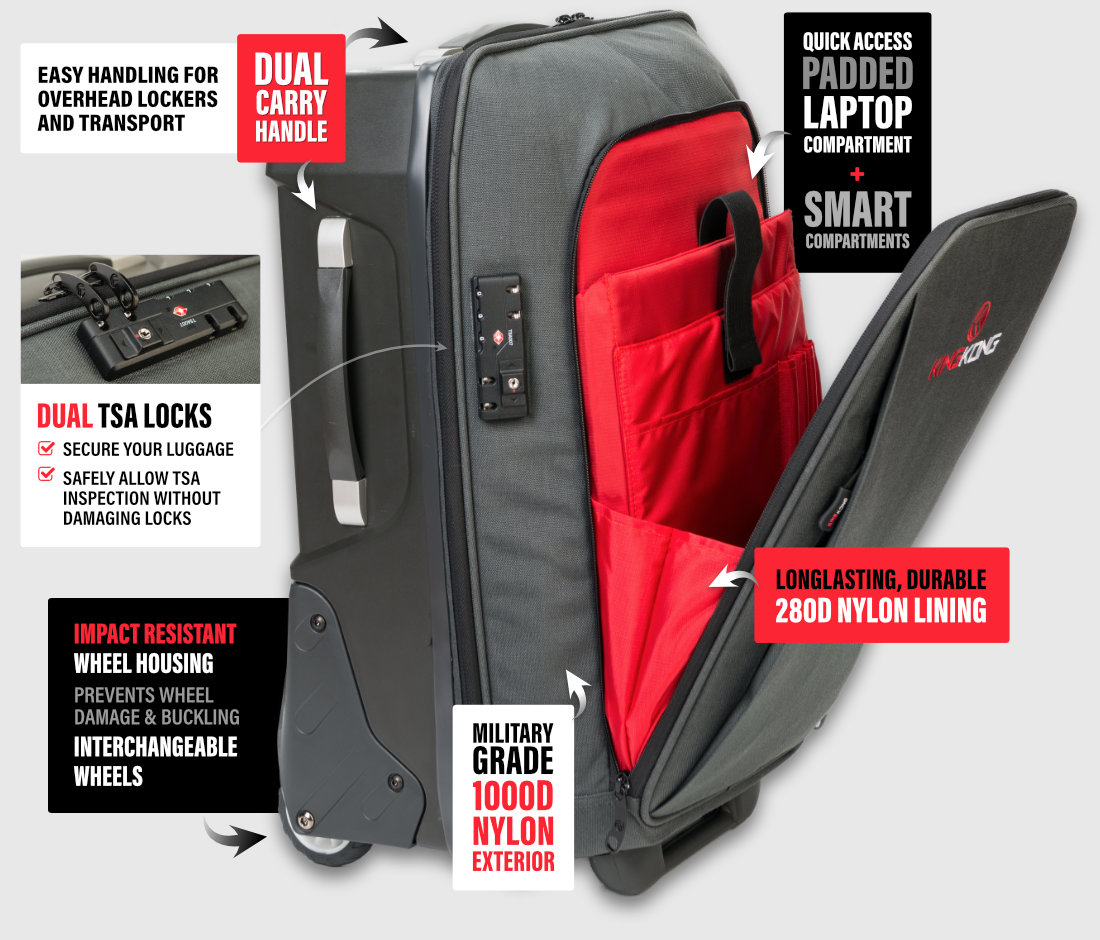 EASY HANDLING FOR
OVERHEAD LOCKERS
AND TRANSPORT
DUAL
CARRY
HANDLE
QUICK ACCESS
PADDED
LAPTOP
COMPARTMENT
+
SMART
COMPARTMENTS
KINGKONG
TSA007
TSA007
DUAL TSA LOCKS
SECURE YOUR LUGGAGE
SAFELY ALLOW TSA
INSPECTION WITHOUT
DAMAGING LOCKS
LONGLASTING, DURABLE
280D NYLON LINING
IMPACT RESISTANT
WHEEL HOUSING
PREVENTS WHEEL
DAMAGE & BUCKLING
INTERCHANGEABLE
WHEELS
MILITARY
GRADE
1000D
NYLON
EXTERIOR